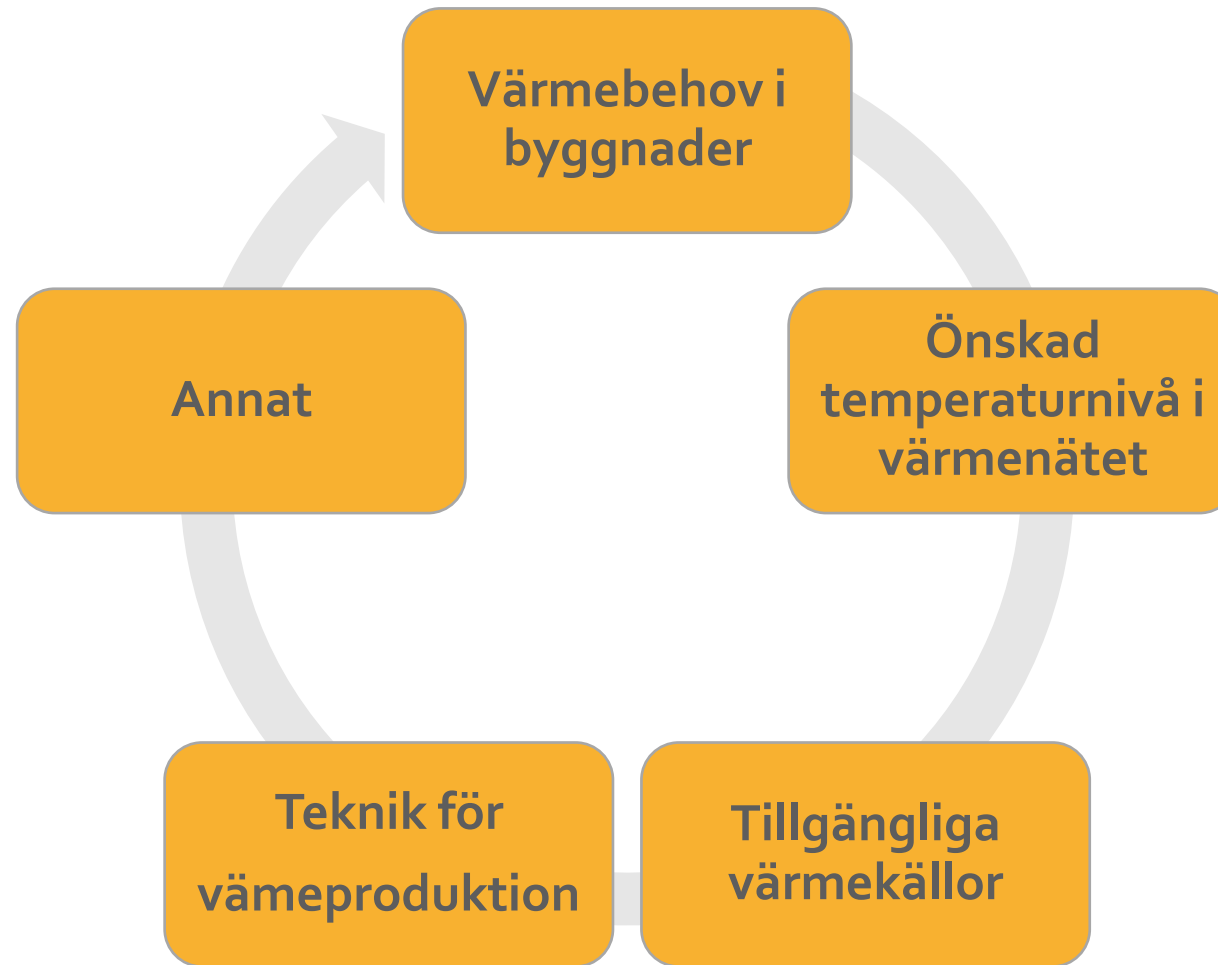 Värmebehov i
byggnader
Önskad
temperaturnivå i
värmenätet
Tillgängliga
värmekällor
Teknik för
vämeproduktion
Annat